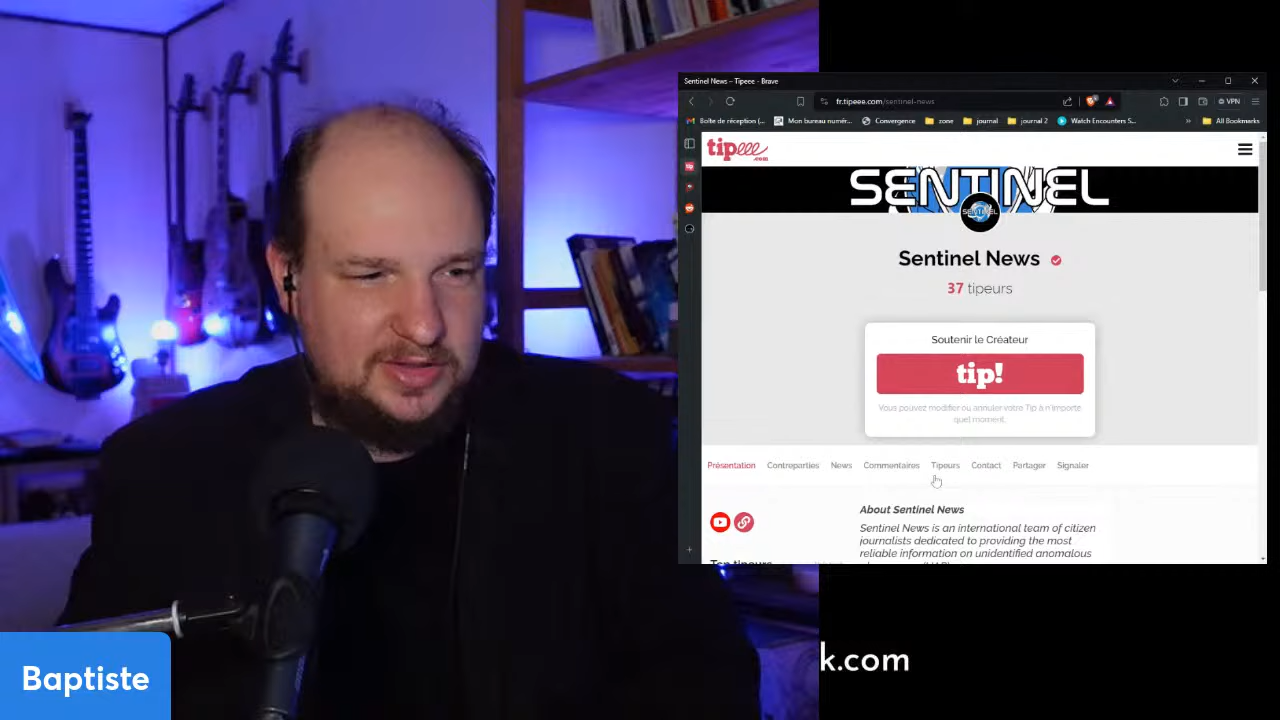 Sentinel News – Tipeee - Brave
fr.tipeee.com/sentinel-news
VPN
Boîte de réception (...
Mon bureau numér...
Convergence
zone
journal
journal 2
Watch Encounters S...
»
All Bookmarks
tipeee
.com
SENTINEL
SENTINEL
Sentinel News
37 tipeurs
Soutenir le Créateur
tip!
Vous pouvez modifier ou annuler votre Tip à n'importe
quel moment.
Présentation Contreparties News Commentaires Tipeurs Contact Partager Signaler
About Sentinel News
Sentinel News is an international team of citizen
journalists dedicated to providing the most
reliable information on unidentified anomalous
Top tipeurs
Baptiste
k.com